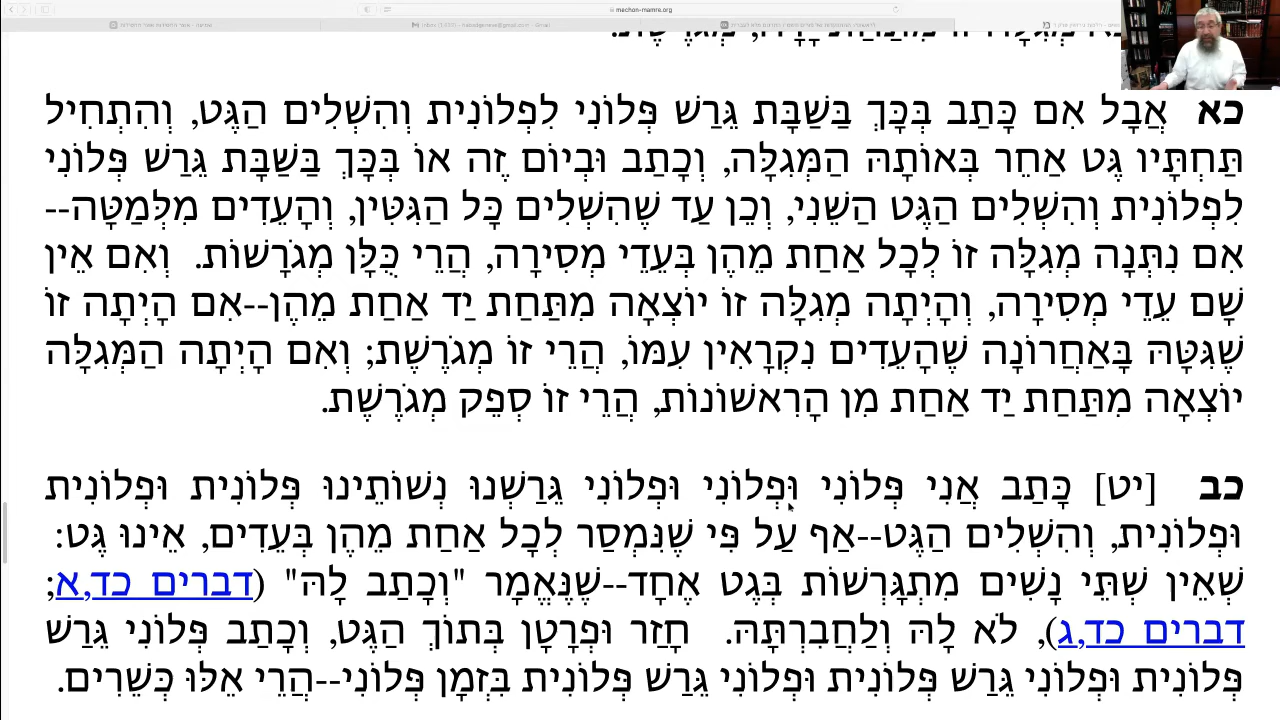 mechon-mamre.org
כא אֲבָל אִם כָּתַב בְּכָּךְ בַּשַּׁבָּת גֵּרַשׁ פְּלוֹנִי לִפְלוֹנִית וְהִשְׁלִים הַגֵּט, וְהִתְחִיל
תַּחְתָּיו גֵּט אַחֵר בְּאוֹתָהּ הַמְּגִלָּה, וְכָתַב וּבְיוֹם זֶה אוֹ בְּכָּךְ בַּשַּׁבָּת גֵּרַשׁ פְּלוֹנִי
לִפְלוֹנִית וְהִשְׁלִים הַגֵּט הַשֵּׁנִי, וְכֵן עַד שֶׁהִשְׁלִים כָּל הַגִּטִּין, וְהָעֵדִים מִלְּמַטָּה--
אִם נִתְּנָה מְגִלָּה זוֹ לְכָל אַחַת מֵהֶן בְּעֵדֵי מְסִירָה, הֲרֵי כֻּלָּן מְגֹרָשׁוֹת. וְאִם אֵין
שָׁם עֵדֵי מְסִירָה, וְהָיְתָה מְגִלָּה זוֹ יוֹצְאָה מִתַּחַת יַד אַחַת מֵהֶן--אִם הָיְתָה זוֹ
שֶׁגִּטָּהּ בָּאַחֲרוֹנָה שֶׁהָעֵדִים נִקְרָאִין עִמּוֹ, הֲרֵי זוֹ מְגֹרֶשֶׁת; וְאִם הָיְתָה הַמְּגִלָּה
יוֹצְאָה מִתַּחַת יַד אַחַת מִן הָרִאשׁוֹנוֹת, הֲרֵי זוֹ סְפֵק מְגֹרֶשֶׁת.
כב [יט] כָּתַב אֲנִי פְּלוֹנִי וּפְלוֹנִי וּפְלוֹנִי גֵּרַשְׁנוּ נְשׁוֹתֵינוּ פְּלוֹנִית וּפְלוֹנִית
וּפְלוֹנִית, וְהִשְׁלִים הַגֵּט--אַף עַל פִּי שֶׁנִּמְסַר לְכָל אַחַת מֵהֶן בְּעֵדִים, אֵינוּ גֵּט:
שְׁאֵין שְׁתֵּי נָשִׁים מִתְגָּרְשׁוֹת בְּגֵט אֶחָד--שֶׁנֶּאֱמָר "וְכָתַב לָהּ" (דברים כד,א;
דברים כד,ג), לֹא לָהּ וְלַחֲבִרְתָּהּ. חָזַר וּפְרָטָן בְּתוֹךְ הַגֵּט, וְכָתַב פְּלוֹנִי גֵּרַשׁ
פְּלוֹנִית וּפְלוֹנִי גֵּרַשׁ פְּלוֹנִית וּפְלוֹנִי גֵּרַשׁ פְּלוֹנִית בִּזְמָן פְּלוֹנִי--הֲרֵי אֵלּוּ כְּשֵׁרִים.